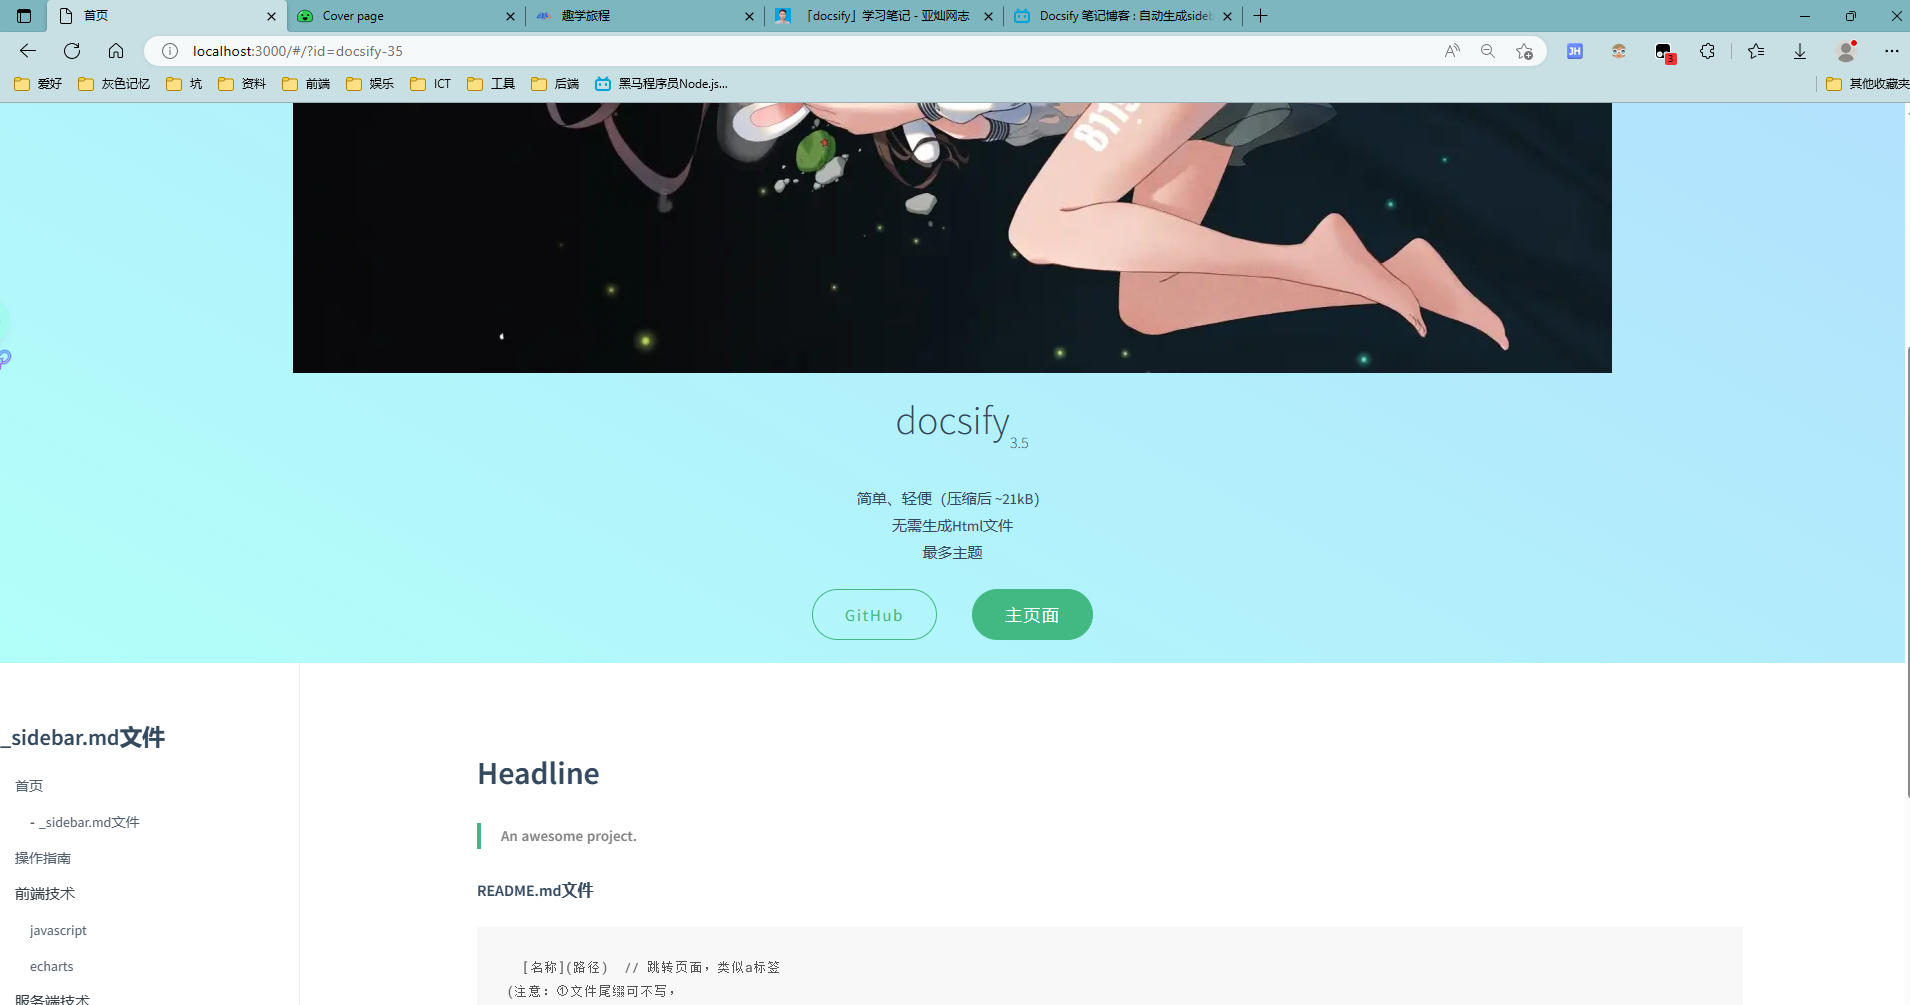 首页
Cover page
趣学旅程
「docsify」学习笔记 - 亚灿网志
Docsify 笔记博客 : 自动生成sideb
localhost:3000/#/?id=docsify-35
JH
3
爱好
灰色记忆
坑
资料
前端
娱乐
ICT
工具
后端
黑马程序员Node.js...
其他收藏夹
docsify 3.5
简单、轻便（压缩后 ~21kB）
无需生成Html文件
最多主题
GitHub
主页面
_sidebar.md文件
首页
- _sidebar.md文件
操作指南
前端技术
javascript
echarts
服务端技术
Headline
An awesome project.
README.md文件
[名称](路径)  // 跳转页面，类似a标签
(注意：①文件尾缀可不写，